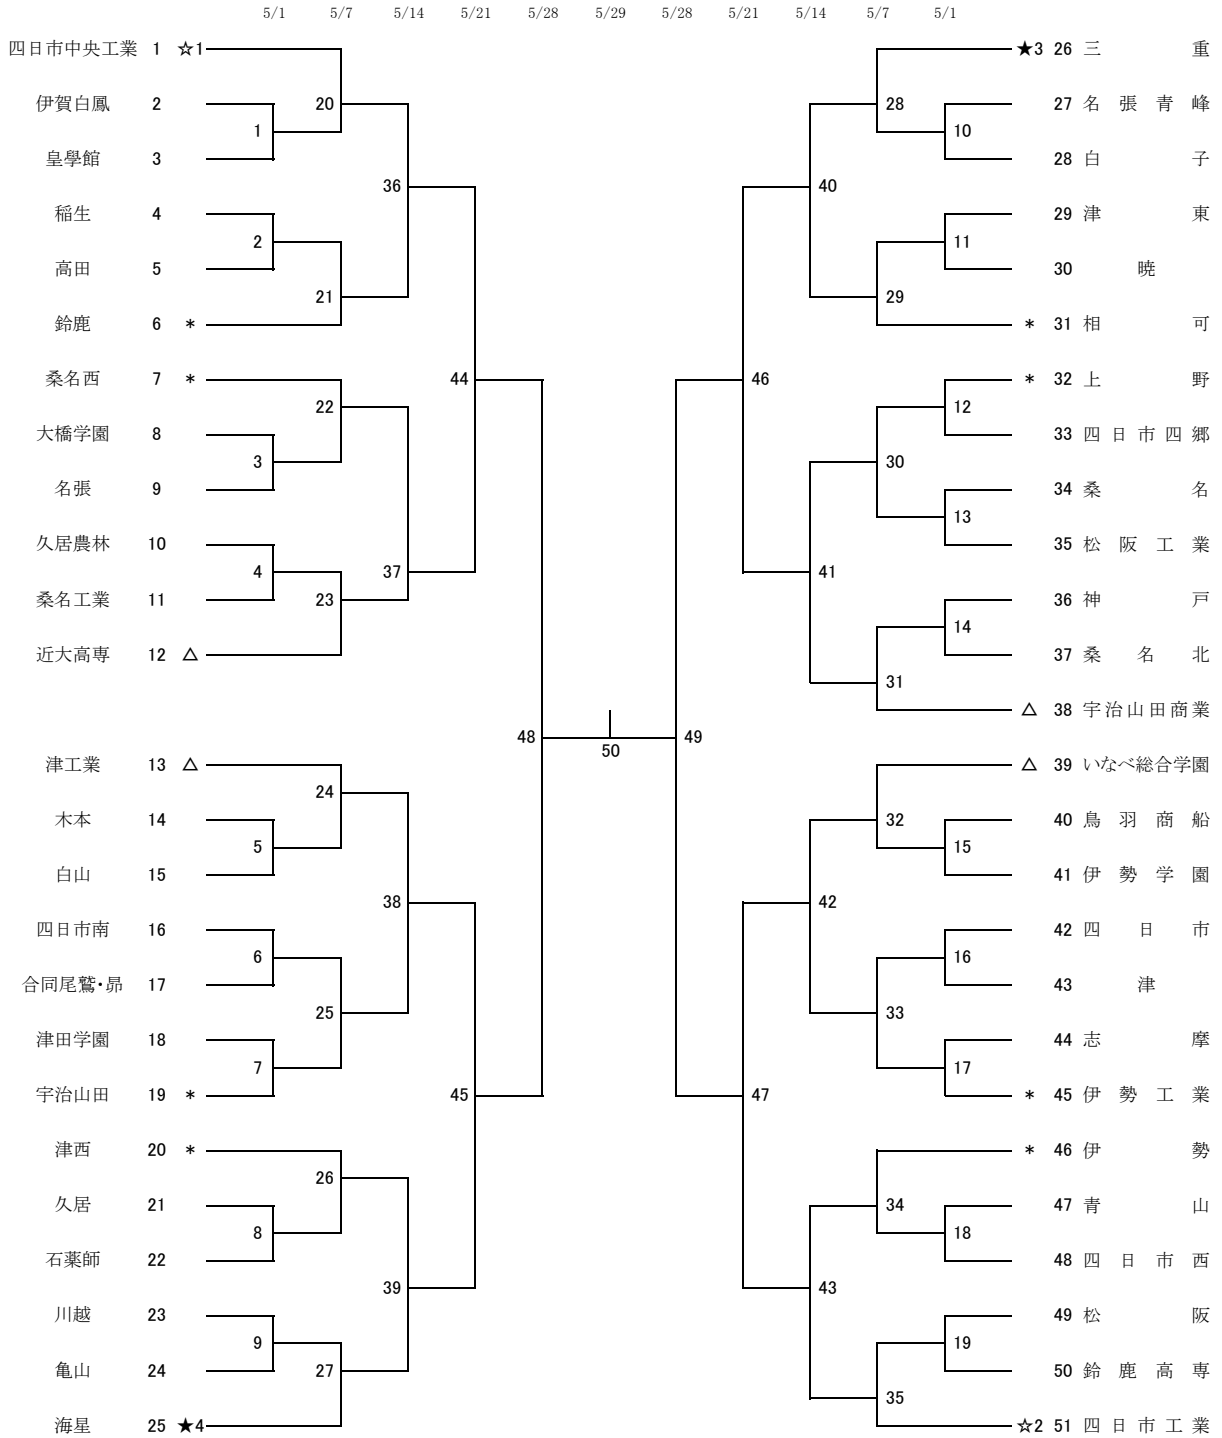 5/1 5/7 5/14 5/21 5/28 5/29 5/28 5/21 5/14 5/7 5/1
四日市中央工業 1 ☆1 ★3 26 三重
伊賀白鳳 2 20 28 27 名張青峰
1 10
皇學館 3 28 白子
36 40
稲生 4 29 津東
2 11
高田 5 30 暁
21 29
鈴鹿 6 * * 31 相可
桑名西 7 * 44 46 * 32 上野
22 12
大橋学園 8 33 四日市四郷
3 30
名張 9 34 桑名
13
久居農林 10 35 松阪工業
4 37 41
桑名工業 11 23 36 神戸
14
近大高専 12 △ 37 桑名北
31
△ 38 宇治山田商業
48 49
50
津工業 13 △ △ 39 いなべ総合学園
24
木本 14 32 40 鳥羽商船
5 15
白山 15 41 伊勢学園
38 42
四日市南 16 42 四日市
6 16
合同尾鷲・昴 17 43 津
25 33
津田学園 18 44 志摩
7 17
宇治山田 19 * 45 47 * 45 伊勢工業
津西 20 * * 46 伊勢
26
久居 21 34 47 青山
8 18
石薬師 22 48 四日市西
39 43
川越 23 49 松阪
9 19
亀山 24 27 50 鈴鹿高専
35
海星 25 ★4 ☆2 51 四日市工業